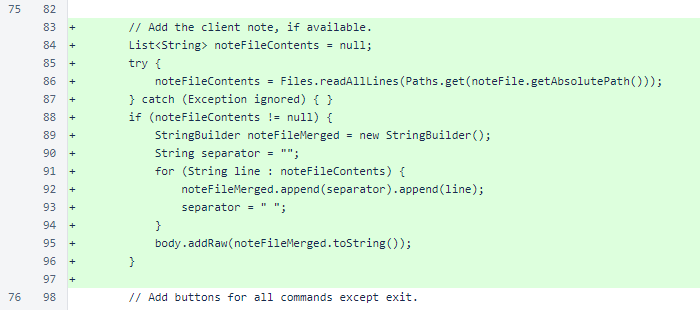 75 82
83 + // Add the client note, if available.
84 + List<String> noteFileContents = null;
85 + try {
86 + noteFileContents = Files.readAllLines(Paths.get(noteFile.getAbsolutePath()));
87 + } catch (Exception ignored) { }
88 + if (noteFileContents != null) {
89 + StringBuilder noteFileMerged = new StringBuilder();
90 + String separator = "";
91 + for (String line : noteFileContents) {
92 + noteFileMerged.append(separator).append(line);
93 + separator = " ";
94 + }
95 + body.addRaw(noteFileMerged.toString());
96 + }
97 +
76 98 // Add buttons for all commands except exit.